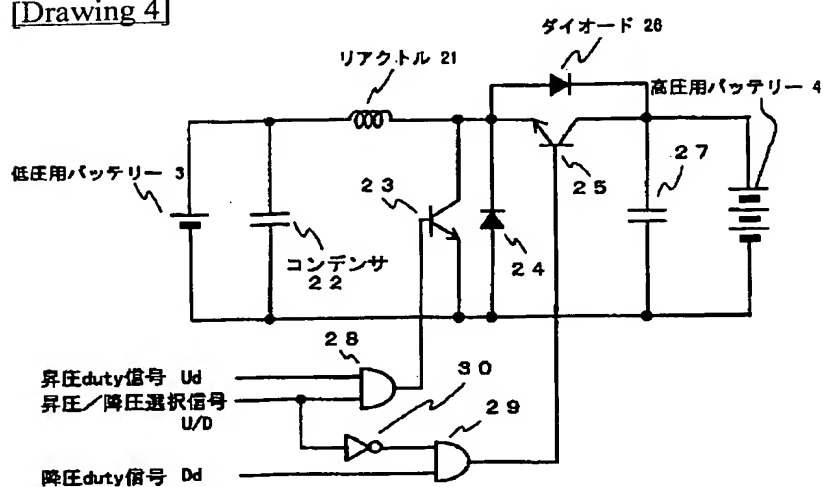 [Drawing 4]
ダイオード 26
リアクトル 21
高圧用バッテリー 4
低圧用バッテリー 3
23
25
27
コンデンサ
22
24
28
昇圧duty信号 Ud
30
昇圧/降圧選択信号
U/D
29
降圧duty信号 Dd